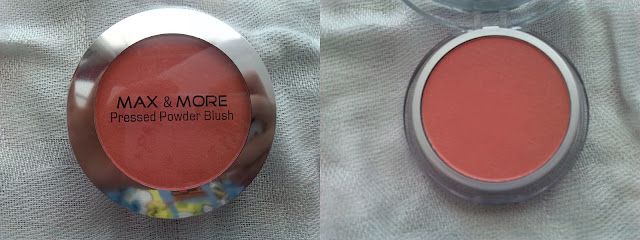 MAX & MORE
Pressed Powder Blush